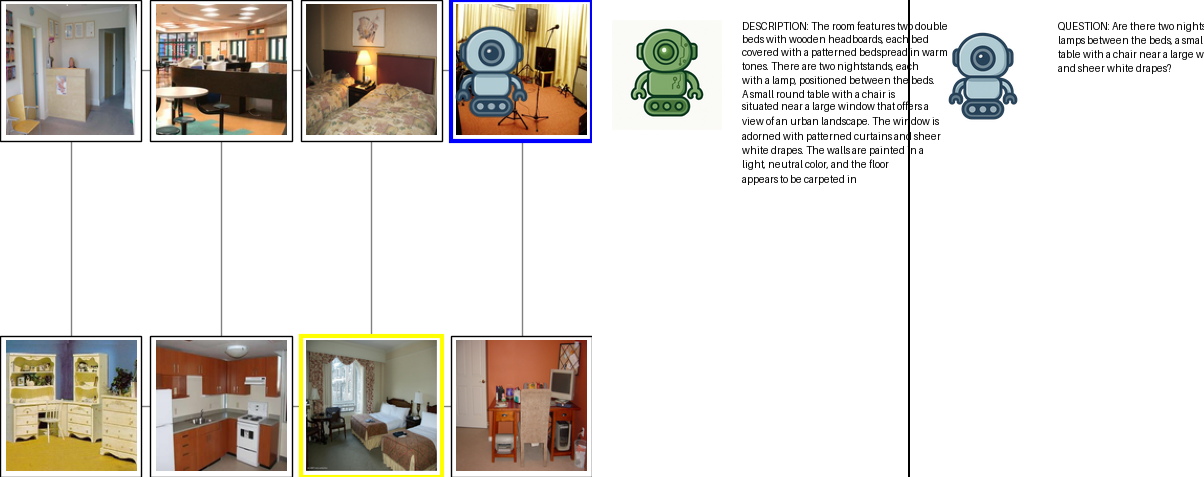 DESCRIPTION: The room features two double
beds with wooden headboards, each bed
covered with a patterned bedspread in warm
tones. There are two nightstands, each
with a lamp, positioned between the beds.
A small round table with a chair is
situated near a large window that offers a
view of an urban landscape. The window is
adorned with patterned curtains and sheer
white drapes. The walls are painted in a
light, neutral color, and the floor
appears to be carpeted in
QUESTION: Are there two nights
lamps between the beds, a smal
table with a chair near a large w
and sheer white drapes?